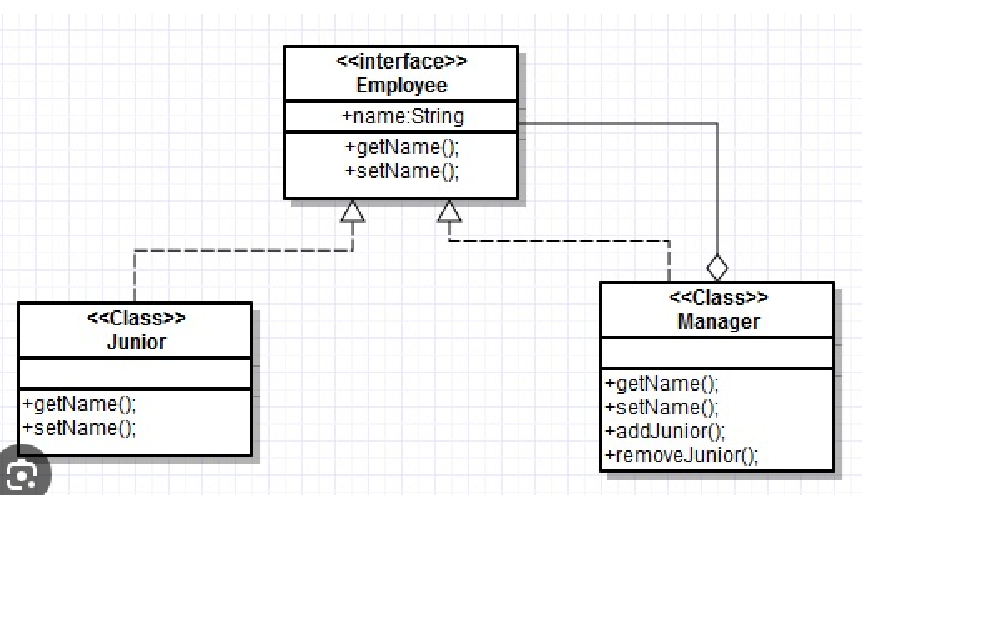 <<interface>>
Employee
+name:String
+getName();
+setName();
<<Class>>
Junior
+getName();
+setName();
<<Class>>
Manager
+getName();
+setName();
+addJunior();
+removeJunior();